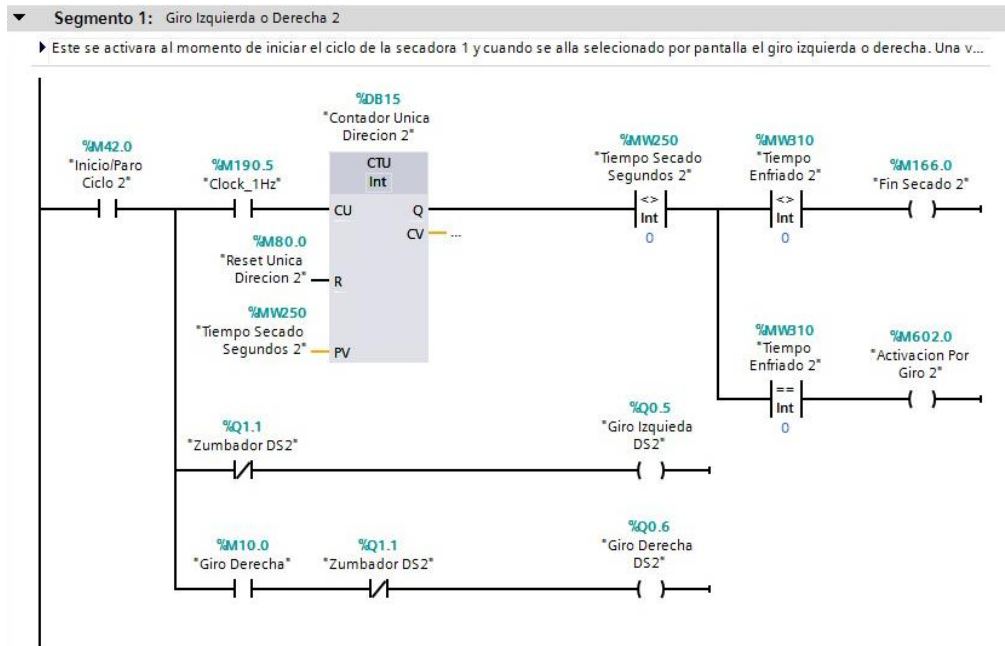 Segmento 1: Giro Izquierda o Derecha 2
Este se activara al momento de iniciar el ciclo de la secadora 1 y cuando se alla selecionado por pantalla el giro izquierda o derecha. Una v...
%DB15
"Contador Unica
Direcion 2"
%M42.0
"Inicio/Paro
Ciclo 2"
%M190.5
"Clock_1Hz"
CTU
Int
CU
Q
CV
...
%M80.0
"Reset Unica
Direcion 2"
R
%MW250
"Tiempo Secado
Segundos 2"
PV
%MW250
"Tiempo Secado
Segundos 2"
<>
Int
0
%MW310
"Tiempo
Enfriado 2"
<>
Int
0
%M166.0
"Fin Secado 2"
%MW310
"Tiempo
Enfriado 2"
==
Int
0
%M602.0
"Activacion Por
Giro 2"
%Q1.1
"Zumbador DS2"
%Q0.5
"Giro Izquieda
DS2"
%M10.0
"Giro Derecha"
%Q1.1
"Zumbador DS2"
%Q0.6
"Giro Derecha
DS2"